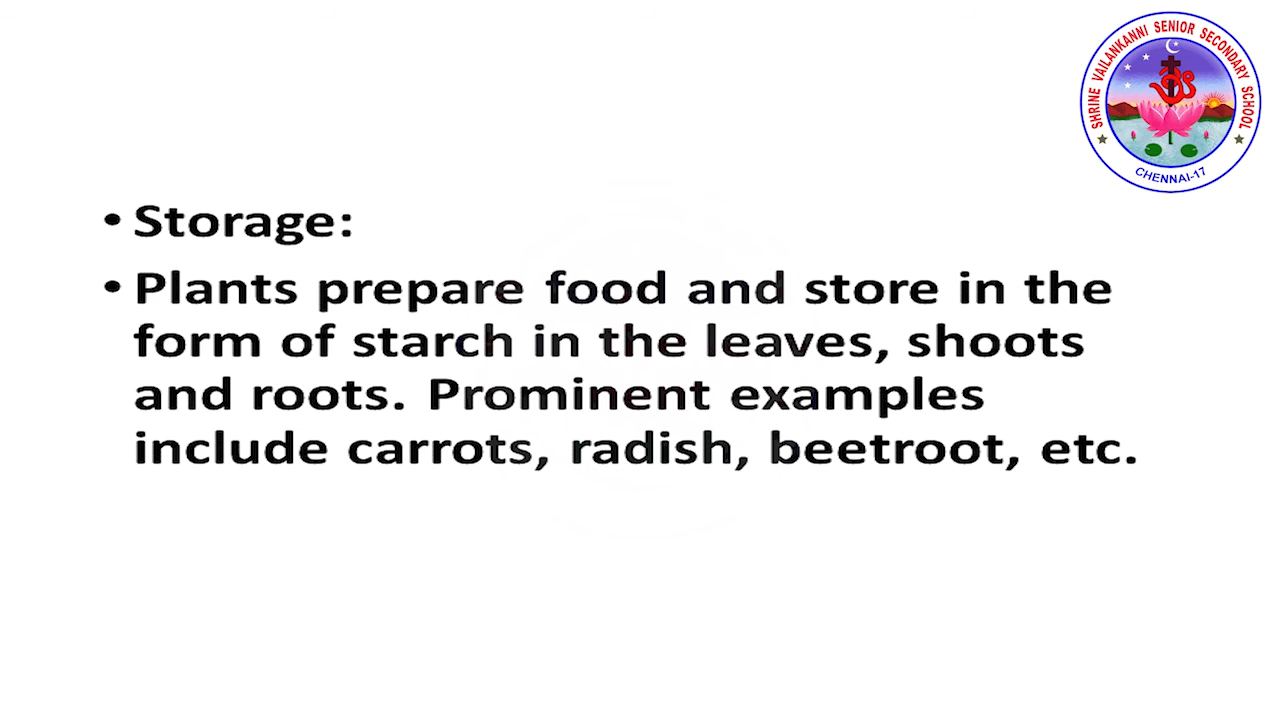 SHRINE VAILANKANNI SENIOR SECONDARY SCHOOL
CHENNAI-17
• Storage:
• Plants prepare food and store in the
form of starch in the leaves, shoots
and roots. Prominent examples
include carrots, radish, beetroot, etc.